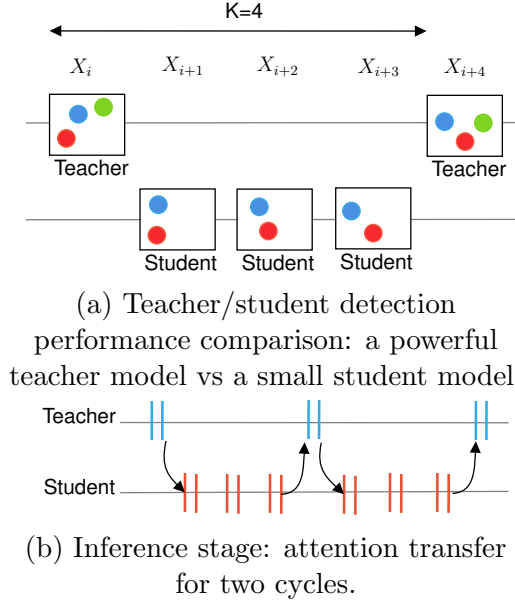 K=4
X_i X_{i+1} X_{i+2} X_{i+3} X_{i+4}
Teacher Teacher
Student Student Student
(a) Teacher/student detection
performance comparison: a powerful
teacher model vs a small student model
Teacher
Student
(b) Inference stage: attention transfer
for two cycles.